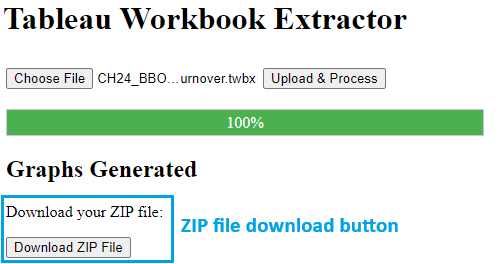 Tableau Workbook Extractor
Choose File CH24_BBO...urnover.twbx Upload & Process
100%
Graphs Generated
Download your ZIP file:
ZIP file download button
Download ZIP File